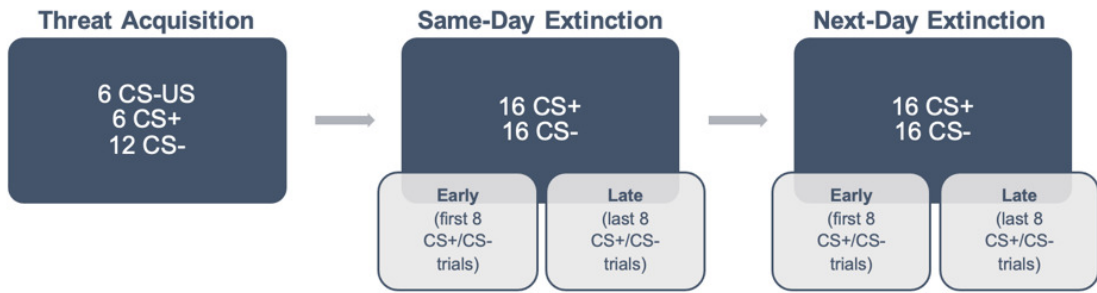 Threat Acquisition
6 CS-US
6 CS+
12 CS-
Same-Day Extinction
16 CS+
16 CS-
Early
(first 8
CS+/CS-
trials)
Late
(last 8
CS+/CS-
trials)
Next-Day Extinction
16 CS+
16 CS-
Early
(first 8
CS+/CS-
trials)
Late
(last 8
CS+/CS-
trials)